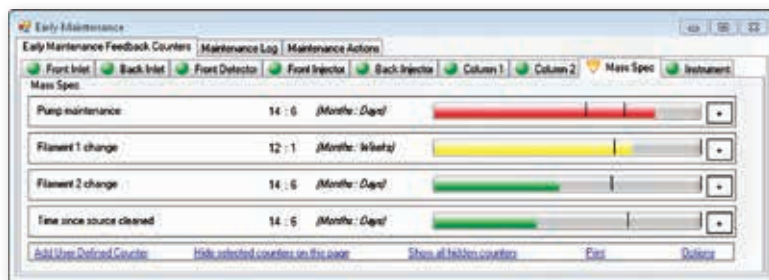 Early Maintenance
Early Maintenance Feedback Counters Maintenance Log Maintenance Actions
Front Inlet Back Inlet Front Detector Front Injector Back Injector Column 1 Column 2 Mass Spec Instrument
Mass Spec
Pump maintenance 14 : 6 (Months : Days) +
Filament 1 change 12 : 1 (Months : Weeks) +
Filament 2 change 14 : 6 (Months : Days) +
Time since source cleaned 14 : 6 (Months : Days) +
Add User Defined Counter Hide selected counters on this page Show all hidden counters Print Options